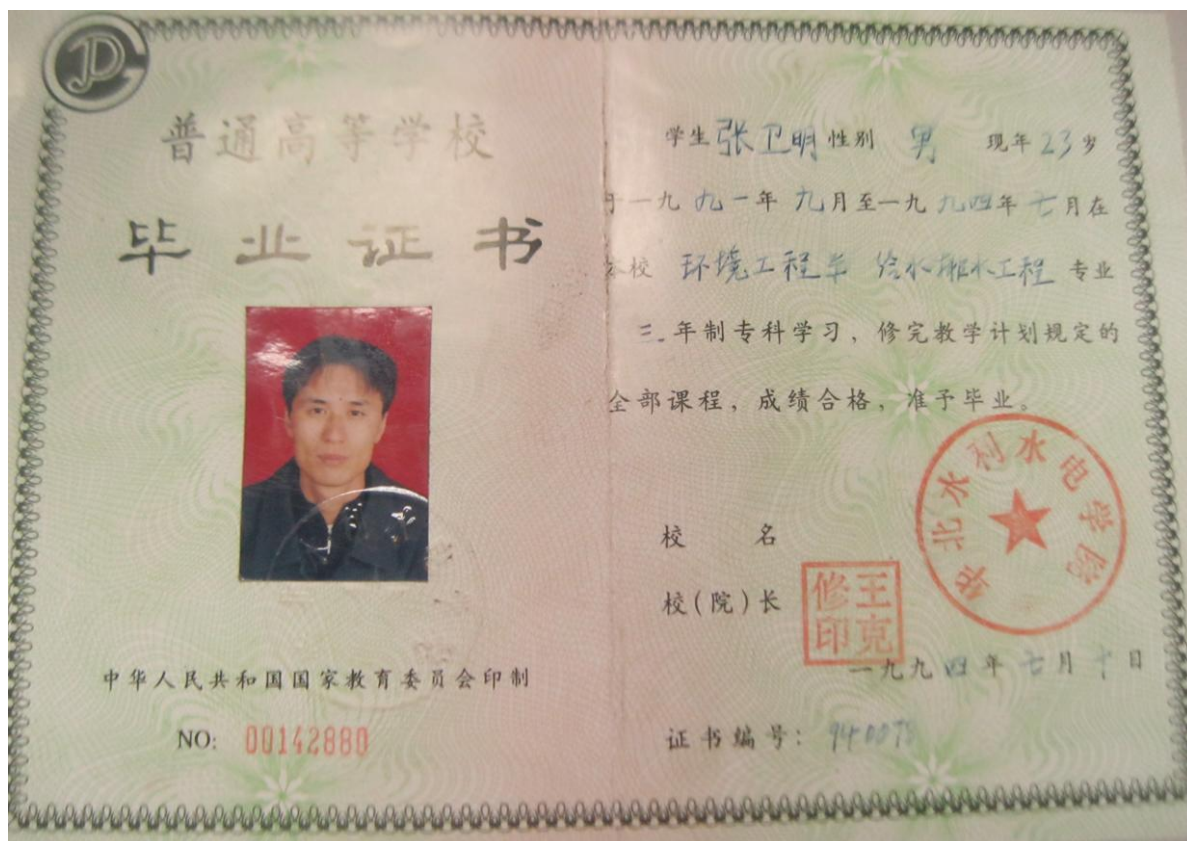 普通高等学校
毕业证书
中华人民共和国国家教育委员会印制
NO: 00142880
学生 张卫明 性别 男 现年 23 岁
于一九九一年九月至一九九四年七月在
本校 环境工程系 给水排水工程 专业
三年制专科学习，修完教学计划规定的
全部课程，成绩合格，准予毕业。
华北水利水电学院
校 名
校（院）长
王克修印
一九九四年七月十日
证书编号：940078